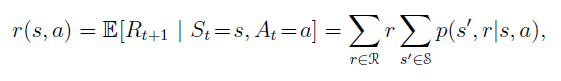 r(s, a) = 𝔼[R_{t+1} | S_t = s, A_t = a] = ∑_{r∈ℛ} r ∑_{s′∈𝒮} p(s′, r|s, a),